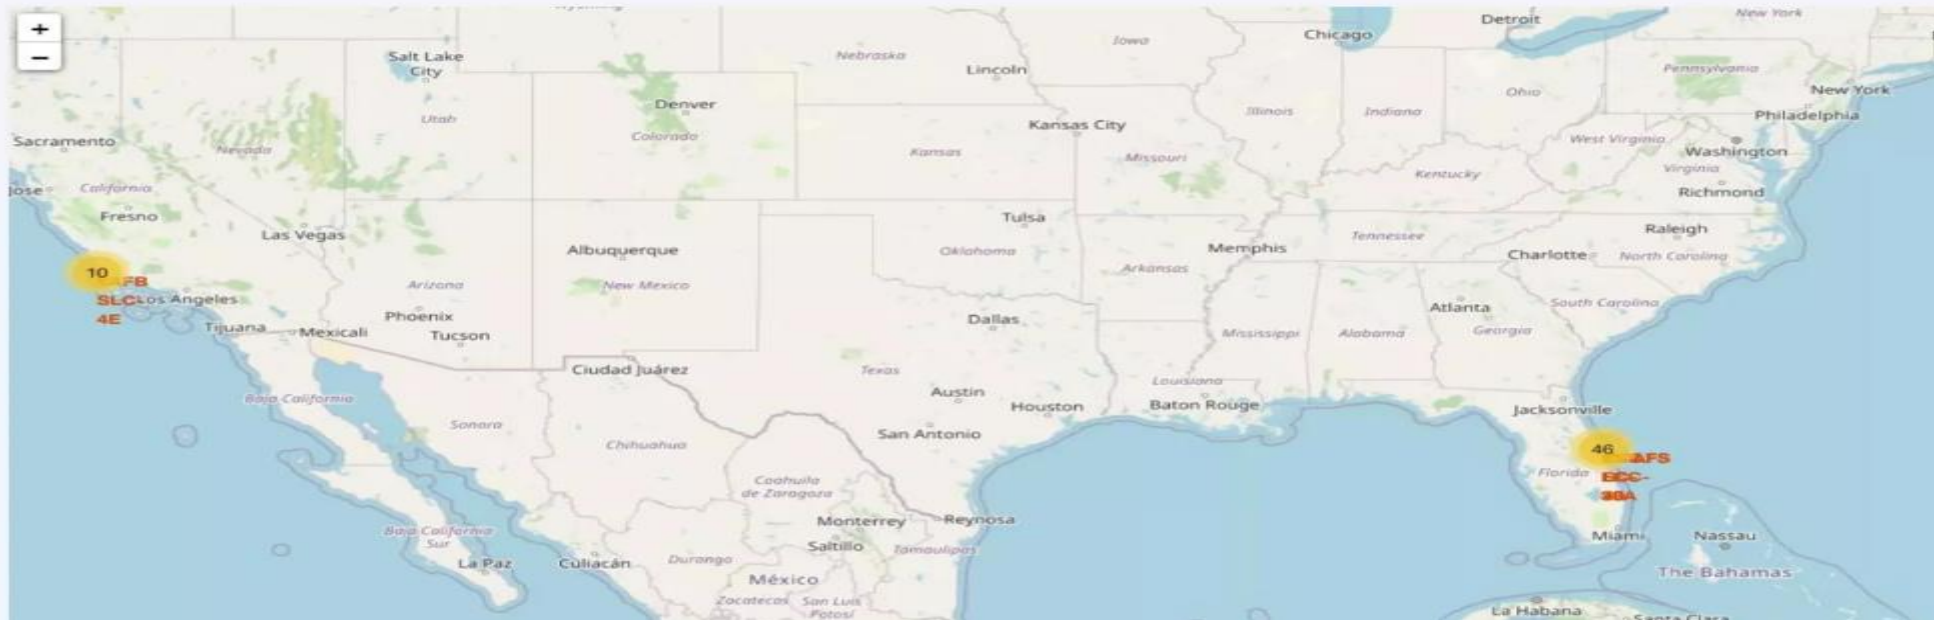 +
−
Detroit
New York
Chicago
Iowa
Salt Lake
City
Nebraska
Lincoln
Pennsylvania
New York
Ohio
Denver
Illinois
Indiana
Philadelphia
Utah
Kansas City
Colorado
Sacramento
West Virginia
Nevada
Kansas
Missouri
Washington
Virginia
Kentucky
Jose
California
Richmond
Fresno
Tulsa
Las Vegas
Raleigh
Tennessee
Albuquerque
Memphis
Oklahoma
Charlotte
North Carolina
10
Arkansas
AFB
Arizona
New Mexico
SLC-
Los Angeles
South Carolina
Atlanta
4E
Phoenix
Dallas
Tijuana
Mexicali
Tucson
Mississippi
Alabama
Georgia
Ciudad Juárez
Texas
Louisiana
Austin
Baja California
Houston
Baton Rouge
Jacksonville
Sonora
San Antonio
Chihuahua
46
AFS
Florida
Coahuila
de Zaragoza
Monterrey
Reynosa
Baja California
Sur
Miami
Nassau
Saltillo
Tamaulipas
La Paz
Culiacán
Durango
México
The Bahamas
Zacatecas
San Luis
Potosí
La Habana
Santa Clara